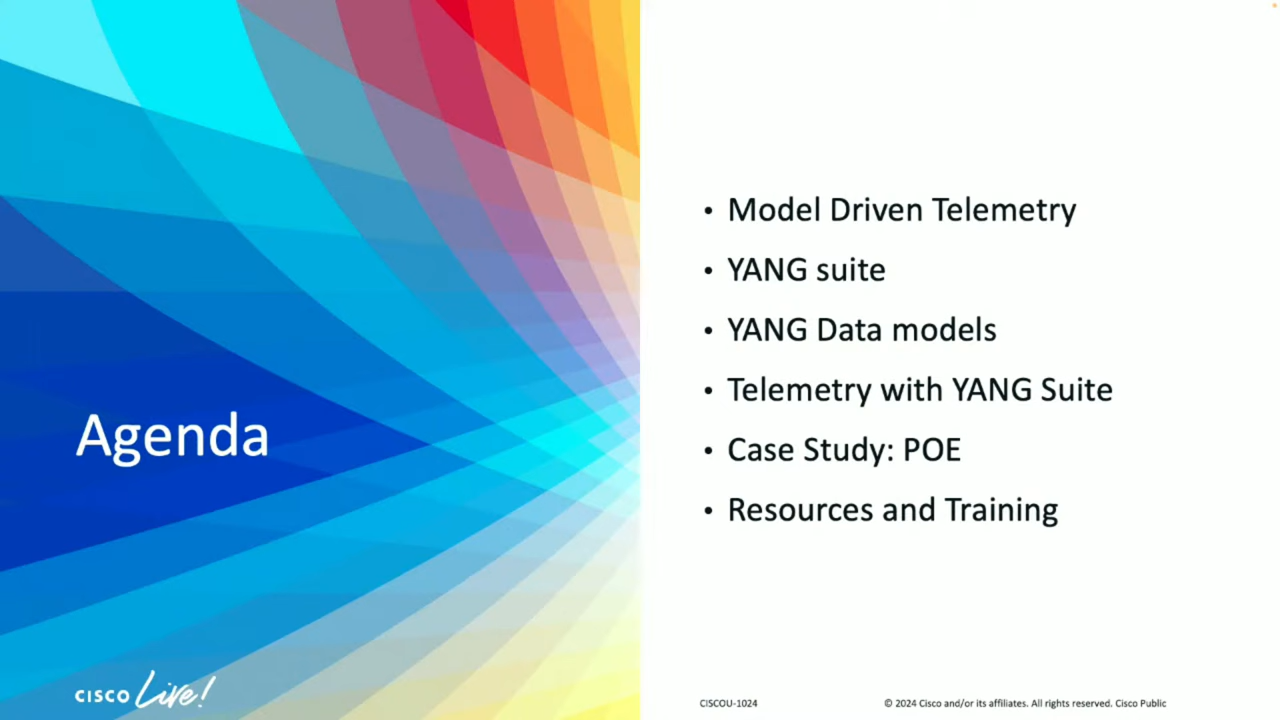 Agenda
• Model Driven Telemetry
• YANG suite
• YANG Data models
• Telemetry with YANG Suite
• Case Study: POE
• Resources and Training
CISCO Live!
CISCOU-1024
© 2024 Cisco and/or its affiliates. All rights reserved. Cisco Public